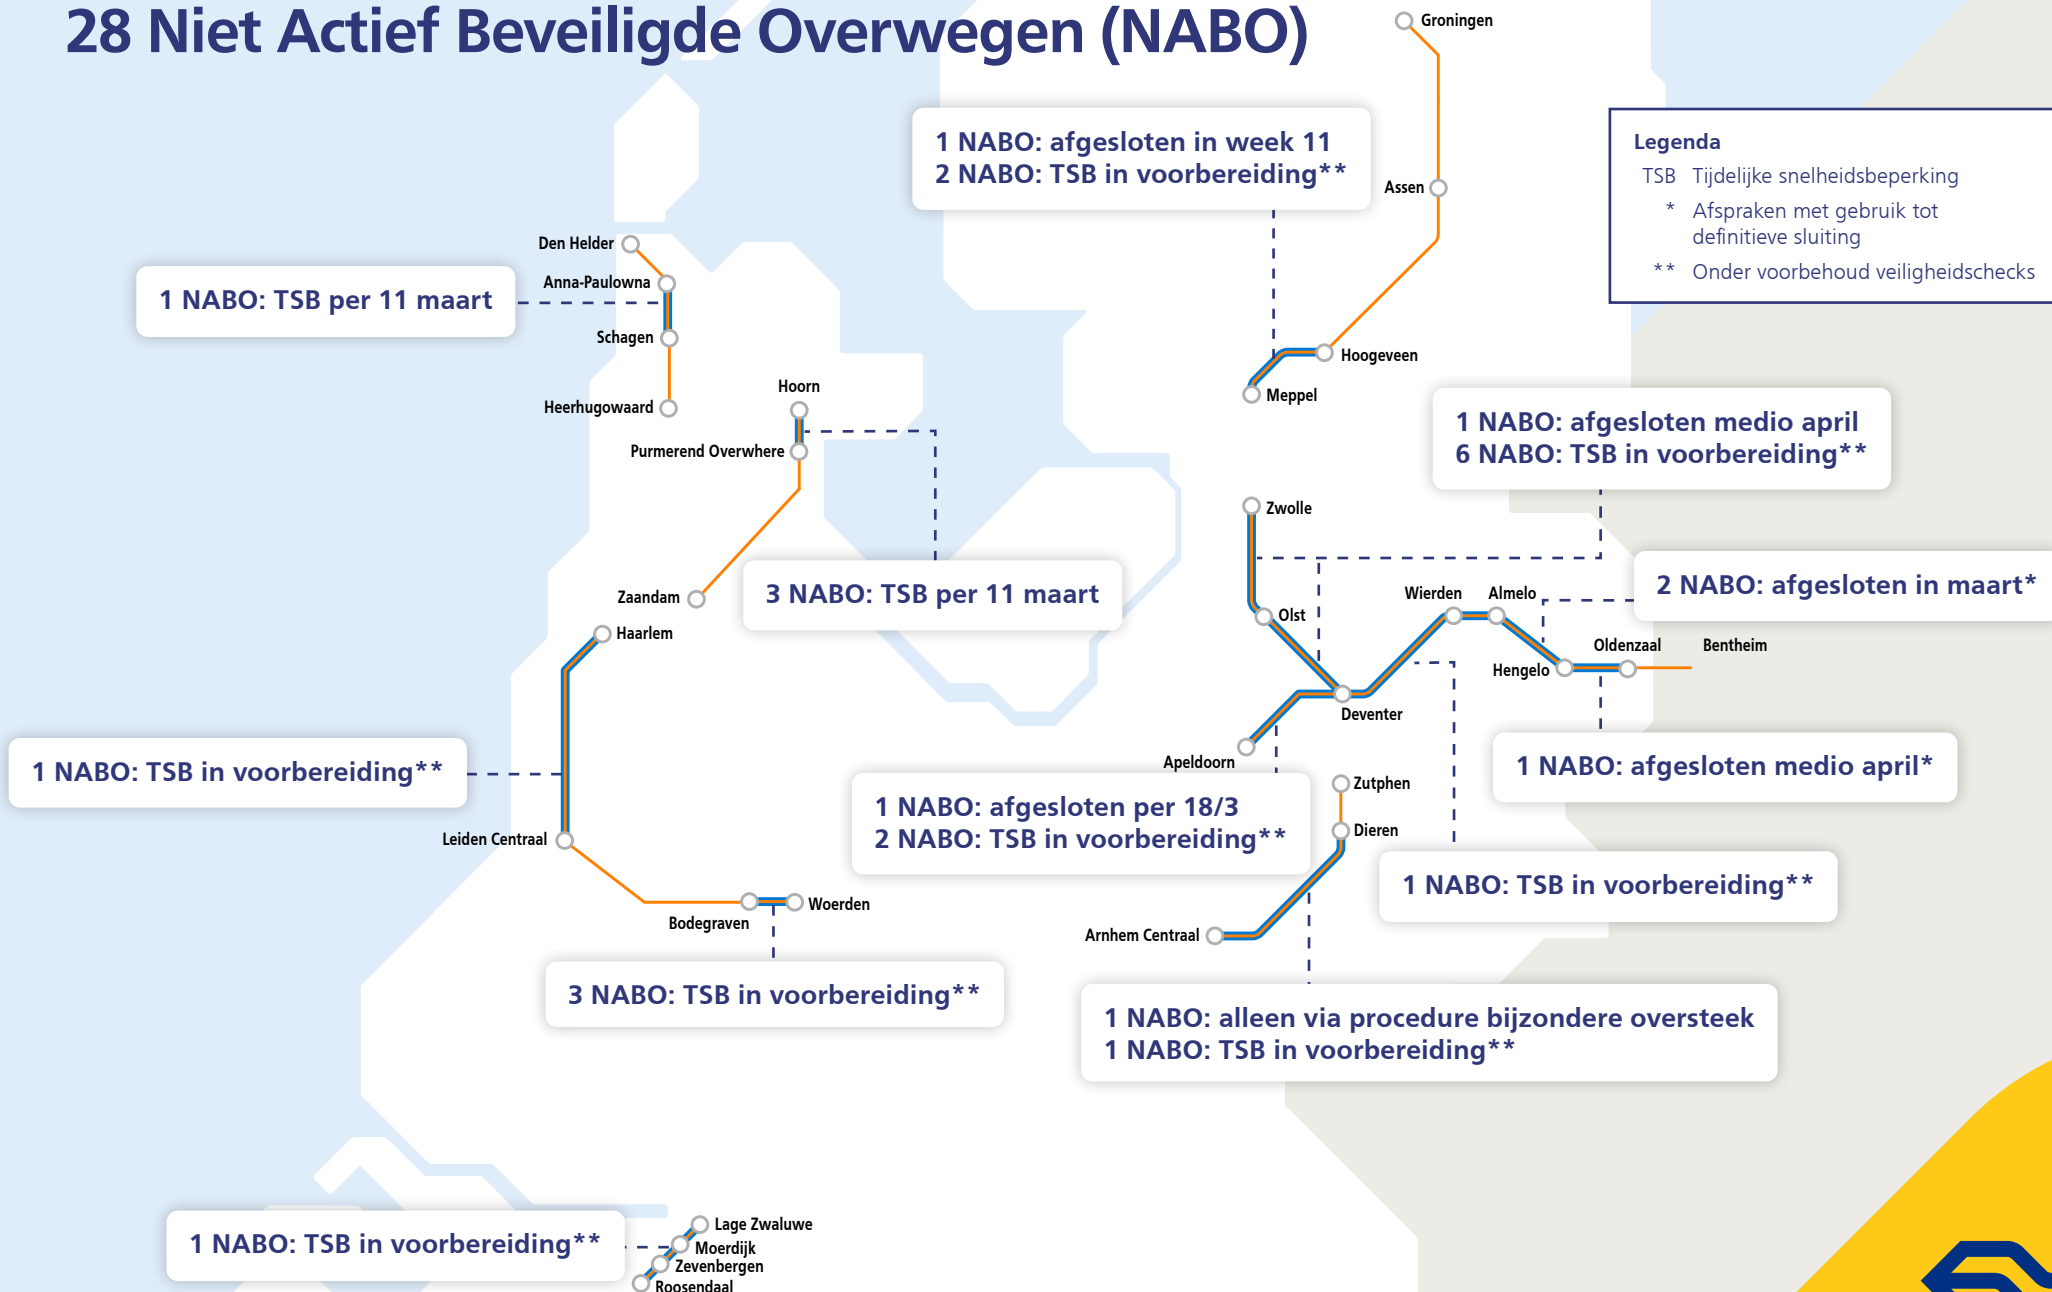 28 Niet Actief Beveiligde Overwegen (NABO)
Groningen
1 NABO: afgesloten in week 11
2 NABO: TSB in voorbereiding**
Legenda
TSB Tijdelijke snelheidsbeperking
* Afspraken met gebruik tot
definitieve sluiting
** Onder voorbehoud veiligheidschecks
Assen
Den Helder
Anna-Paulowna
1 NABO: TSB per 11 maart
Schagen
Hoogeveen
Meppel
Hoorn
Heerhugowaard
1 NABO: afgesloten medio april
6 NABO: TSB in voorbereiding**
Purmerend Overwhere
Zwolle
3 NABO: TSB per 11 maart
Zaandam
Haarlem
Olst
Wierden
Almelo
2 NABO: afgesloten in maart*
Oldenzaal
Bentheim
Hengelo
Deventer
Apeldoorn
1 NABO: TSB in voorbereiding**
1 NABO: afgesloten medio april*
Zutphen
1 NABO: afgesloten per 18/3
2 NABO: TSB in voorbereiding**
Dieren
Leiden Centraal
1 NABO: TSB in voorbereiding**
Woerden
Bodegraven
Arnhem Centraal
3 NABO: TSB in voorbereiding**
1 NABO: alleen via procedure bijzondere oversteek
1 NABO: TSB in voorbereiding**
Lage Zwaluwe
1 NABO: TSB in voorbereiding**
Moerdijk
Zevenbergen
Roosendaal